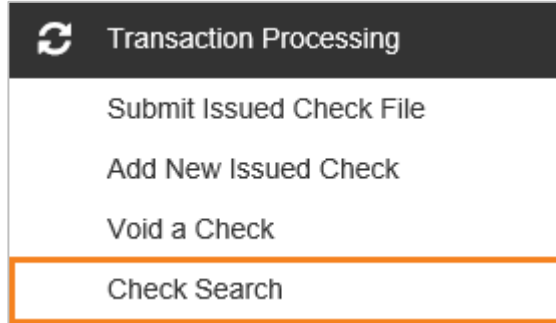 Transaction Processing
Submit Issued Check File
Add New Issued Check
Void a Check
Check Search